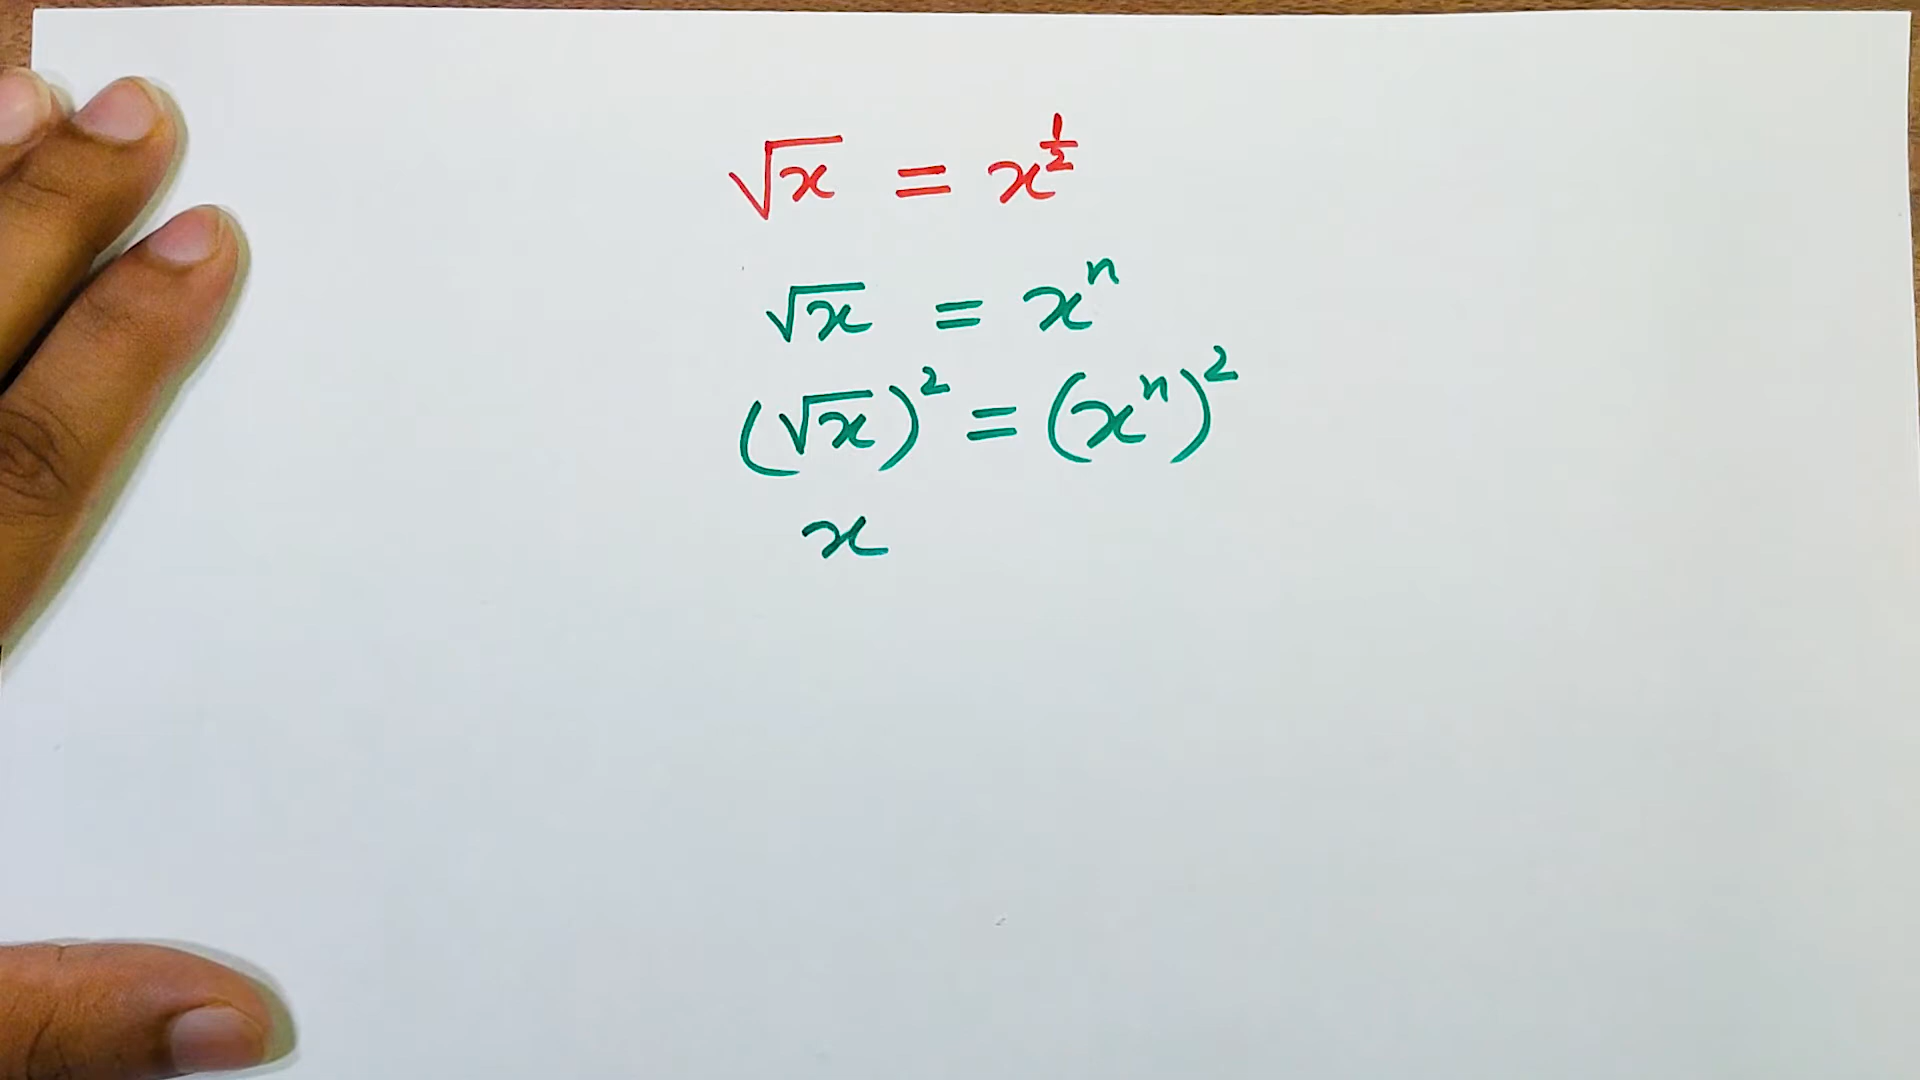 √x = x^{1/2}
√x = x^n
(√x)^2 = (x^n)^2
x